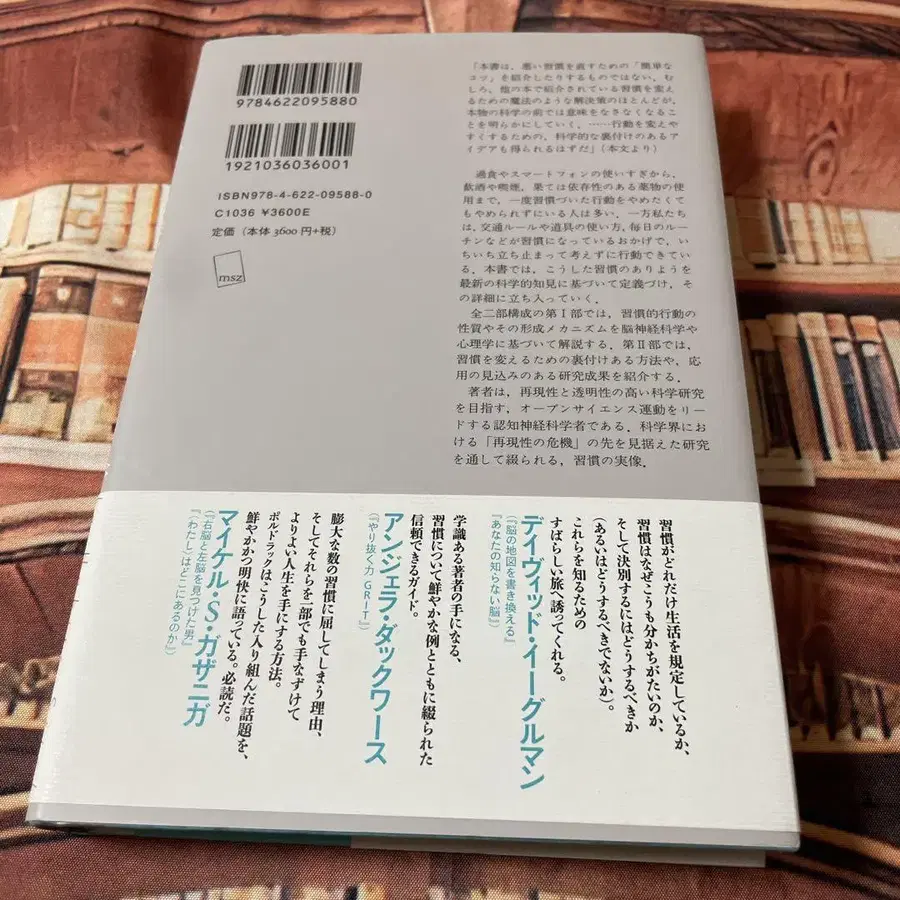 9784622095880
1921036036001
ISBN978-4-622-09588-0
C1036 ¥3600E
定価（本体 3600 円+税）
msz
「本書は，悪い習慣を直すための「簡単な
コツ」を紹介したりするものではない．むし
ろ，他の本で紹介されている習慣を変え
るための魔法のような解決策のほとんどが，
本物の科学の前では意味をなさなくなるこ
とを明らかにしていく．……行動を変えや
すくするための，科学的な裏付けのあるア
イデアも得られるはずだ」（本文より）
過食やスマートフォンの使いすぎから，
飲酒や喫煙，果ては依存性のある薬物の使
用まで，一度習慣づいた行動をやめたくて
もやめられずにいる人は多い．一方私たち
は，交通ルールや道具の使い方，毎日のルー
チンなどが習慣になっているおかげで，い
ちいち立ち止まって考えずに行動できてい
る．本書では，こうした習慣のありようを
最新の科学的知見に基づいて定義づけ，そ
の詳細に立ち入っていく．
全二部構成の第Ⅰ部では，習慣的行動の
性質やその形成メカニズムを脳神経科学や
心理学に基づいて解説する．第Ⅱ部では，
習慣を変えるための裏付けある方法や，応
用の見込みのある研究成果を紹介する．
著者は，再現性と透明性の高い科学研究
を目指す，オープンサイエンス運動をリー
ドする認知神経科学者である．科学界にお
ける「再現性の危機」の先を見据えた研究
を通して綴られる，習慣の実像．
習慣がどれだけ生活を規定しているか、
習慣はなぜこうも分かちがたいのか、
そして決別するにはどうするべきか
（あるいはどうするべきでないか）。
これらを知るための
すばらしい旅へ誘ってくれる。
デイヴィッド・イーグルマン
（『脳の地図を書き換える』
『あなたの知らない脳』）
学識ある著者の手になる、
習慣について鮮やかな例とともに綴られた
信頼できるガイド。
アンジェラ・ダックワース
（『やり抜く力 GRIT』）
膨大な数の習慣に屈してしまう理由、
そしてそれらを一部でも手なずけて
よりよい人生を手にする方法。
ポルドラックはこうした入り組んだ話題を、
鮮やかかつ明快に語っている。必読だ。
マイケル・S・ガザニガ
（『右脳と左脳を見つけた男』
『〈わたし〉はどこにあるのか』）